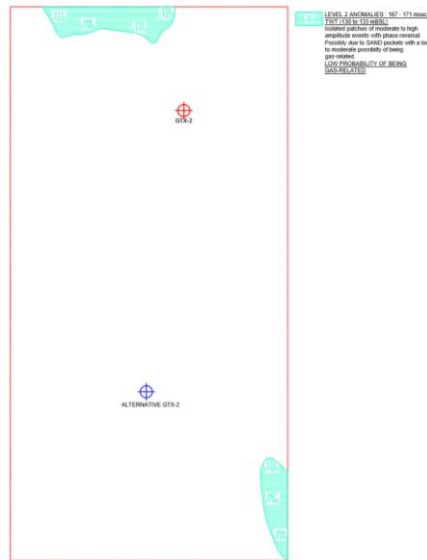 LEVEL 2 ANOMALIES : 167 - 171 msec
TWT (130 to 133 mBSL)
Isolated patches of moderate to high
amplitude events with phase reversal.
Possibly due to SAND pockets with a low
to moderate possibility of being
gas-related.
LOW PROBABILITY OF BEING
GAS-RELATED
GTX-2
ALTERNATIVE GTX-2